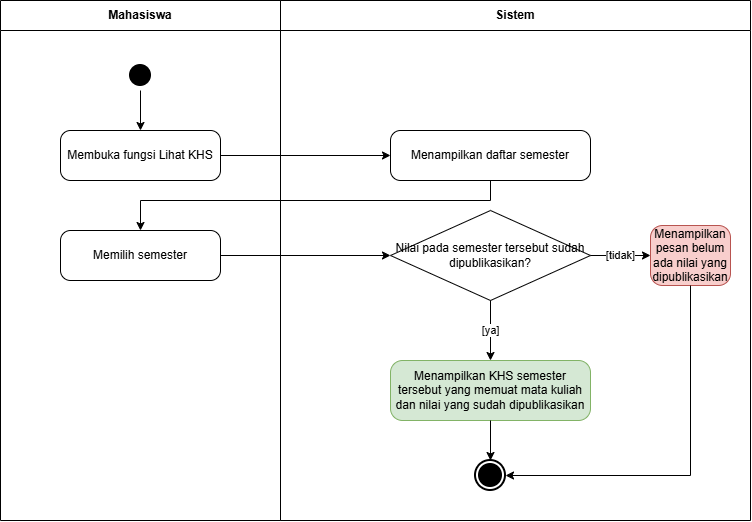 Mahasiswa
Sistem
Membuka fungsi Lihat KHS
Menampilkan daftar semester
Memilih semester
Nilai pada semester tersebut sudah
dipublikasikan?
[tidak]
Menampilkan
pesan belum
ada nilai yang
dipublikasikan
[ya]
Menampilkan KHS semester
tersebut yang memuat mata kuliah
dan nilai yang sudah dipublikasikan